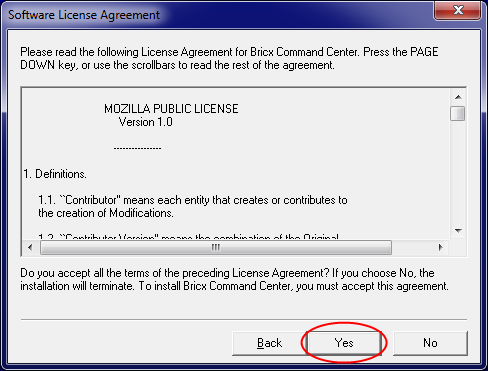 Software License Agreement
Please read the following License Agreement for Bricx Command Center. Press the PAGE
DOWN key, or use the scrollbars to read the rest of the agreement.
MOZILLA PUBLIC LICENSE
Version 1.0
----------------
1. Definitions.
1.1. ``Contributor'' means each entity that creates or contributes to
the creation of Modifications.
1.2. ``Contributor Version'' means the combination of the Original
Do you accept all the terms of the preceding License Agreement? If you choose No, the
installation will terminate. To install Bricx Command Center, you must accept this agreement.
Back
Yes
No